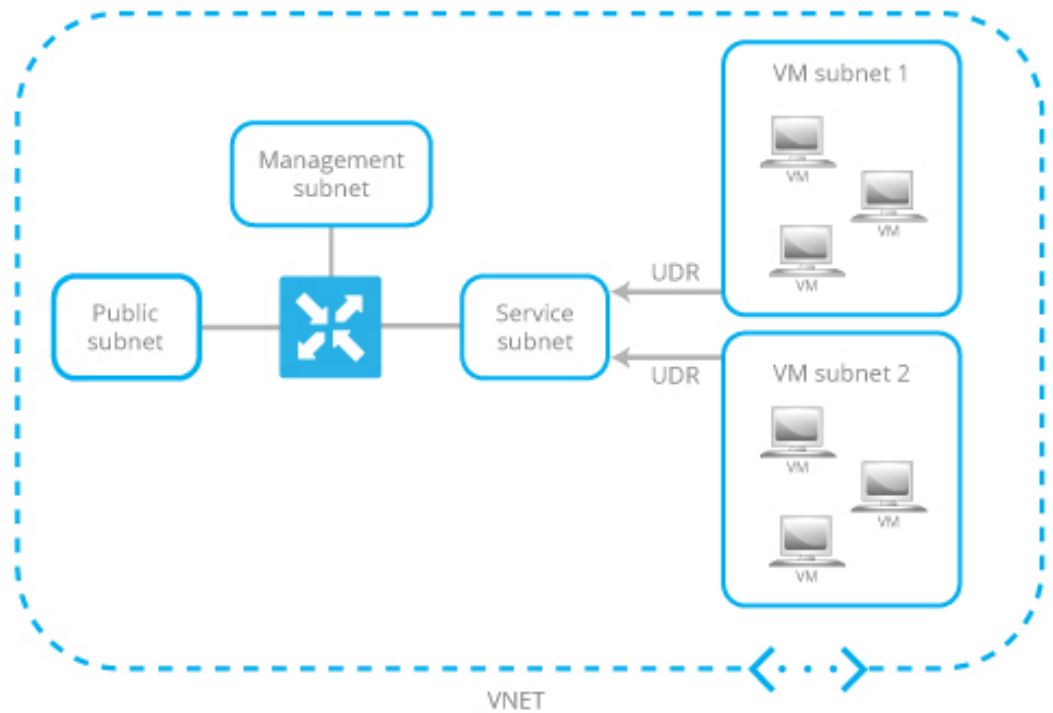 VM subnet 1
VM
VM
VM
Management
subnet
UDR
Public
subnet
Service
subnet
UDR
VM subnet 2
VM
VM
VM
VNET